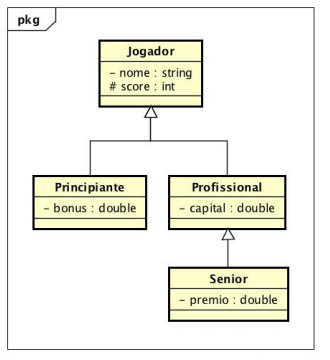 pkg
Jogador
- nome : string
# score : int
Principiante
- bonus : double
Profissional
- capital : double
Senior
- premio : double